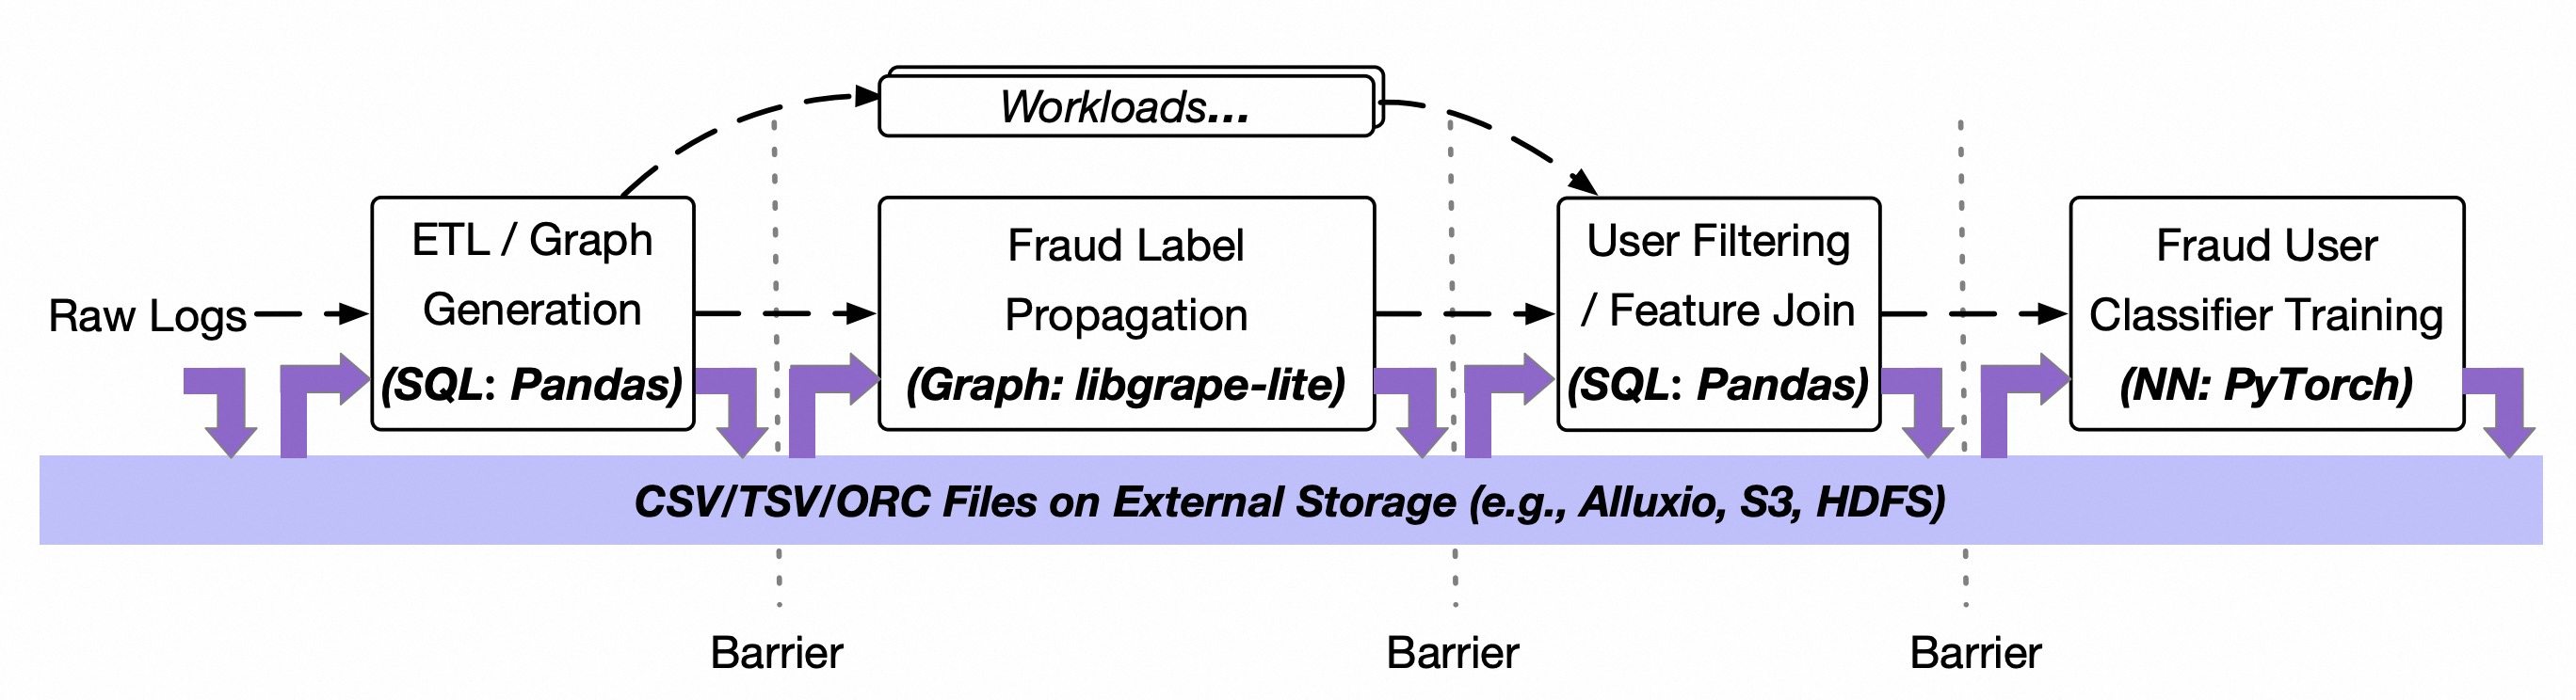 Workloads...
Raw Logs
ETL / Graph
Generation
(SQL: Pandas)
Fraud Label
Propagation
(Graph: libgrape-lite)
User Filtering
/ Feature Join
(SQL: Pandas)
Fraud User
Classifier Training
(NN: PyTorch)
CSV/TSV/ORC Files on External Storage (e.g., Alluxio, S3, HDFS)
Barrier
Barrier
Barrier